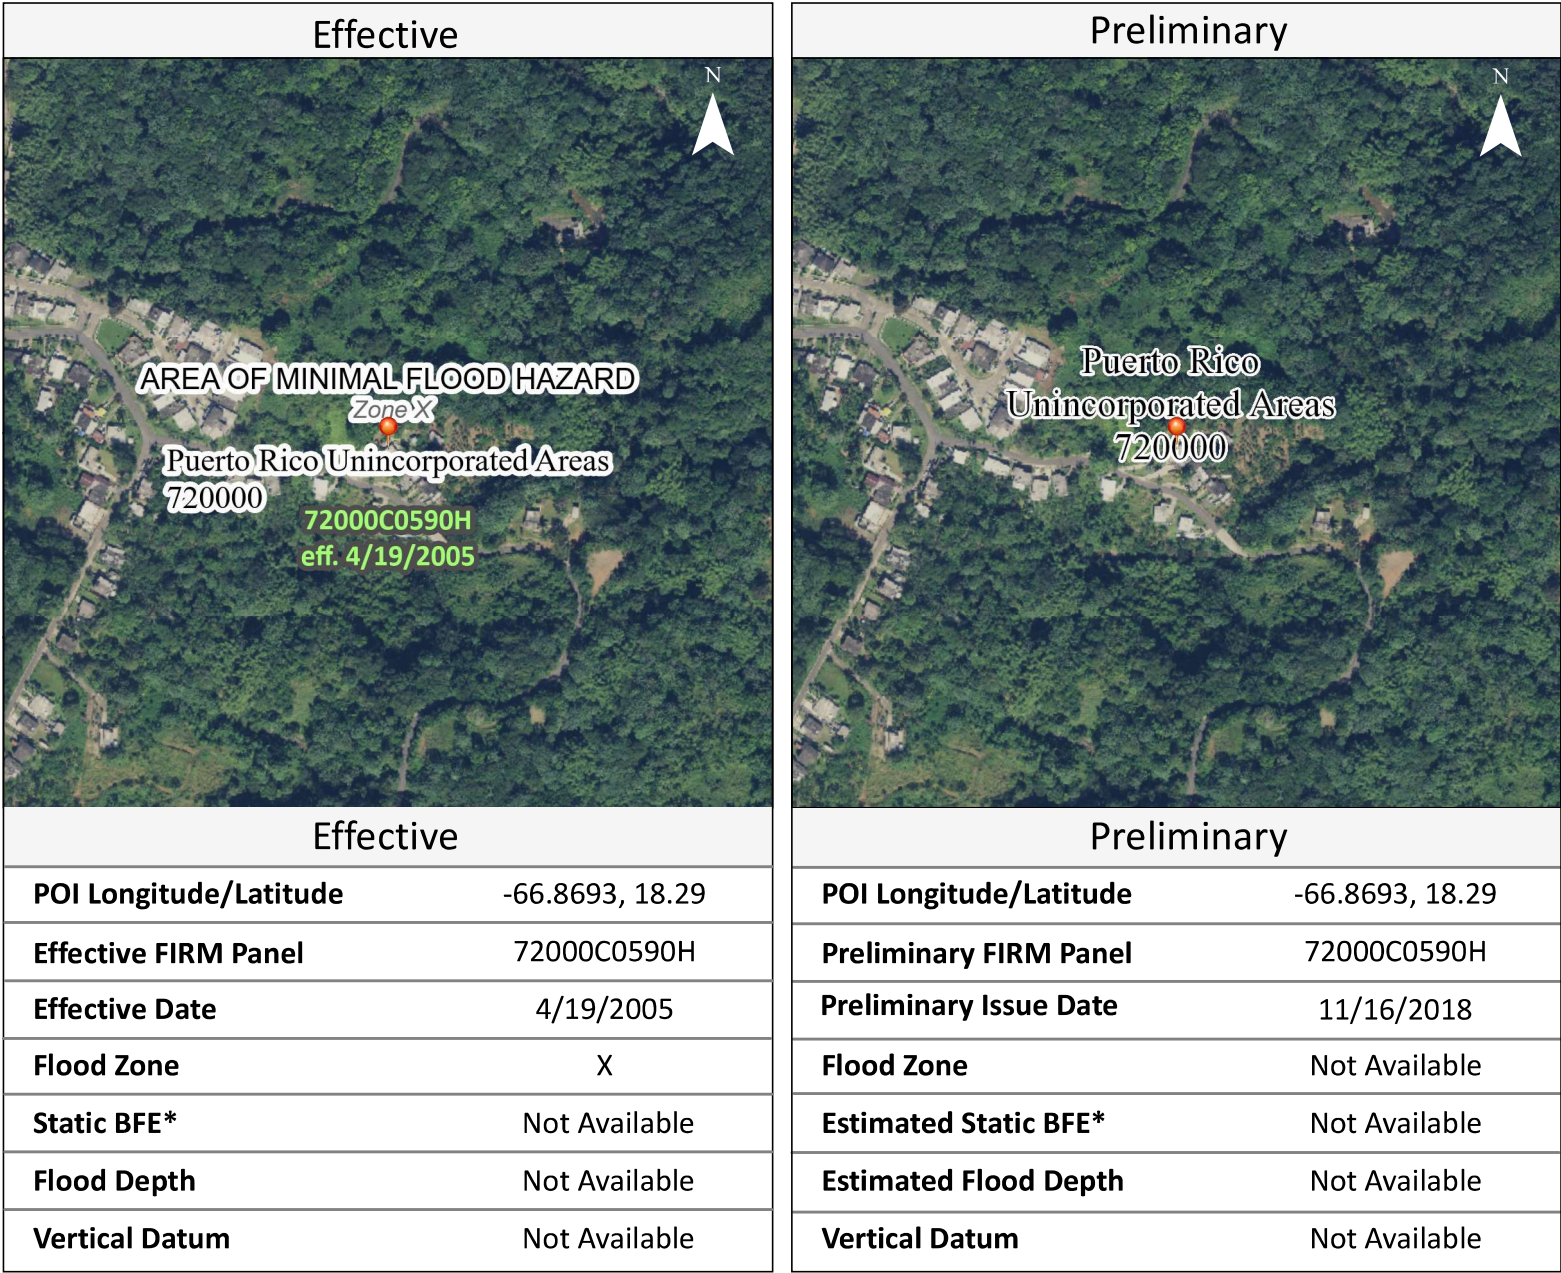 Effective
N
AREA OF MINIMAL FLOOD HAZARD
Zone X
Puerto Rico Unincorporated Areas
720000
72000C0590H
eff. 4/19/2005
Effective
POI Longitude/Latitude -66.8693, 18.29
Effective FIRM Panel 72000C0590H
Effective Date 4/19/2005
Flood Zone X
Static BFE* Not Available
Flood Depth Not Available
Vertical Datum Not Available
Preliminary
N
Puerto Rico
Unincorporated Areas
720000
Preliminary
POI Longitude/Latitude -66.8693, 18.29
Preliminary FIRM Panel 72000C0590H
Preliminary Issue Date 11/16/2018
Flood Zone Not Available
Estimated Static BFE* Not Available
Estimated Flood Depth Not Available
Vertical Datum Not Available